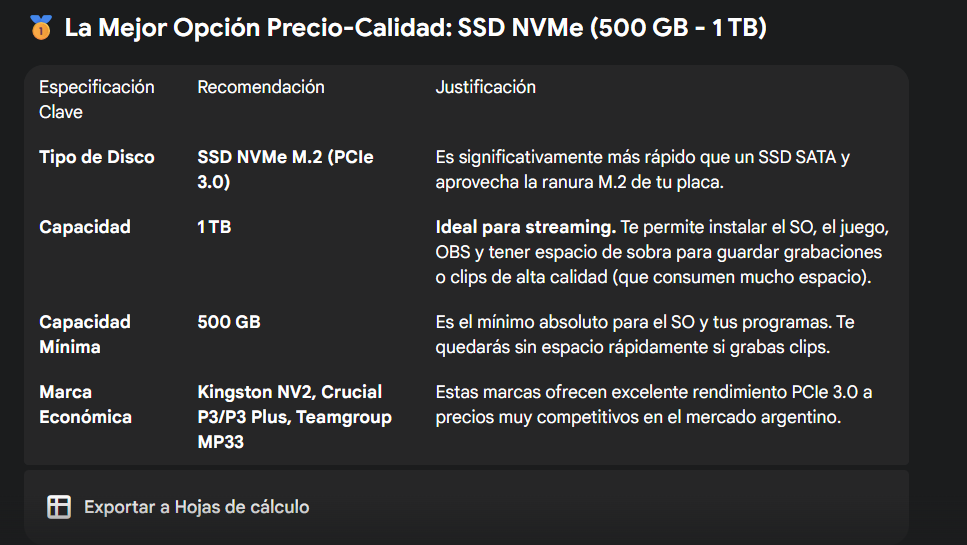 🥇 La Mejor Opción Precio-Calidad: SSD NVMe (500 GB - 1 TB)
Especificación Clave Recomendación Justificación
Tipo de Disco SSD NVMe M.2 (PCIe 3.0) Es significativamente más rápido que un SSD SATA y aprovecha la ranura M.2 de tu placa.
Capacidad 1 TB Ideal para streaming. Te permite instalar el SO, el juego, OBS y tener espacio de sobra para guardar grabaciones o clips de alta calidad (que consumen mucho espacio).
Capacidad Mínima 500 GB Es el mínimo absoluto para el SO y tus programas. Te quedarás sin espacio rápidamente si grabas clips.
Marca Económica Kingston NV2, Crucial P3/P3 Plus, Teamgroup MP33 Estas marcas ofrecen excelente rendimiento PCIe 3.0 a precios muy competitivos en el mercado argentino.
Exportar a Hojas de cálculo